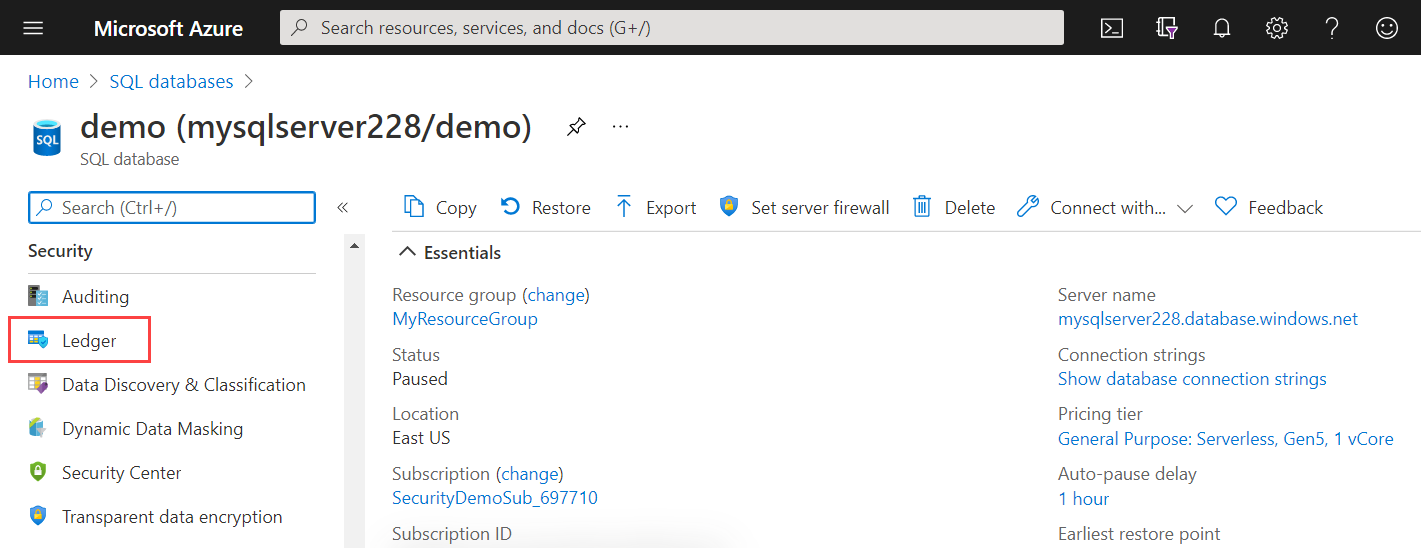 Microsoft Azure
Search resources, services, and docs (G+/)
Home > SQL databases >
SQL
demo (mysqlserver228/demo)
...
SQL database
Search (Ctrl+/)
«
Copy
Restore
Export
Set server firewall
Delete
Connect with...
Feedback
Security
Auditing
Ledger
Data Discovery & Classification
Dynamic Data Masking
Security Center
Transparent data encryption
Essentials
Resource group (change)
MyResourceGroup
Status
Paused
Location
East US
Subscription (change)
SecurityDemoSub_697710
Subscription ID
Server name
mysqlserver228.database.windows.net
Connection strings
Show database connection strings
Pricing tier
General Purpose: Serverless, Gen5, 1 vCore
Auto-pause delay
1 hour
Earliest restore point